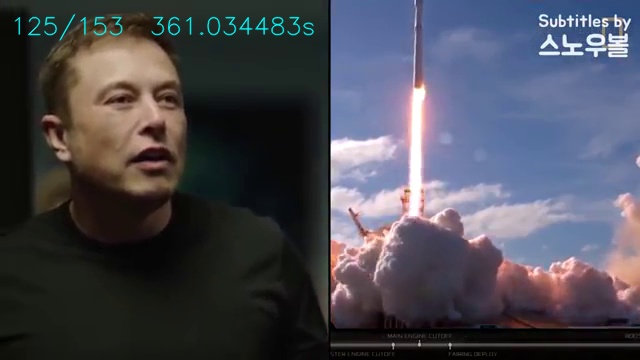 125/153 361.034483s
Subtitles by
스노우볼
MAIN ENGINE CUTOFF
FAIRING DEPLOY